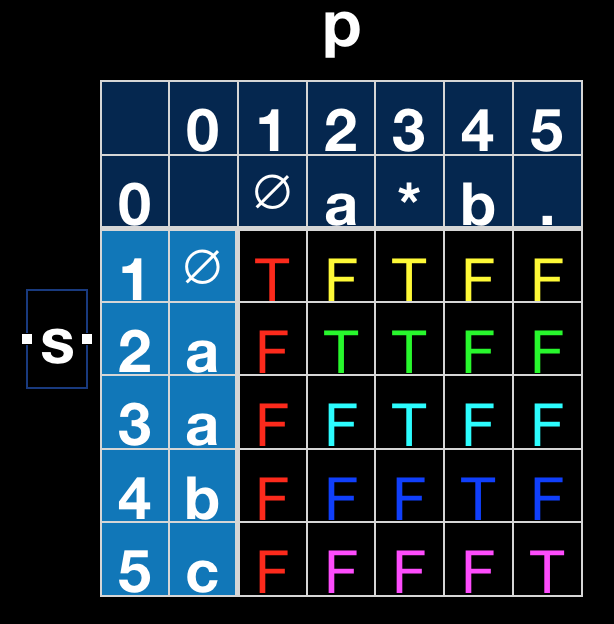 p
0 1 2 3 4 5
0 ∅ a * b .
1 ∅ T F T F F
s 2 a F T T F F
3 a F F T F F
4 b F F F T F
5 c F F F F T